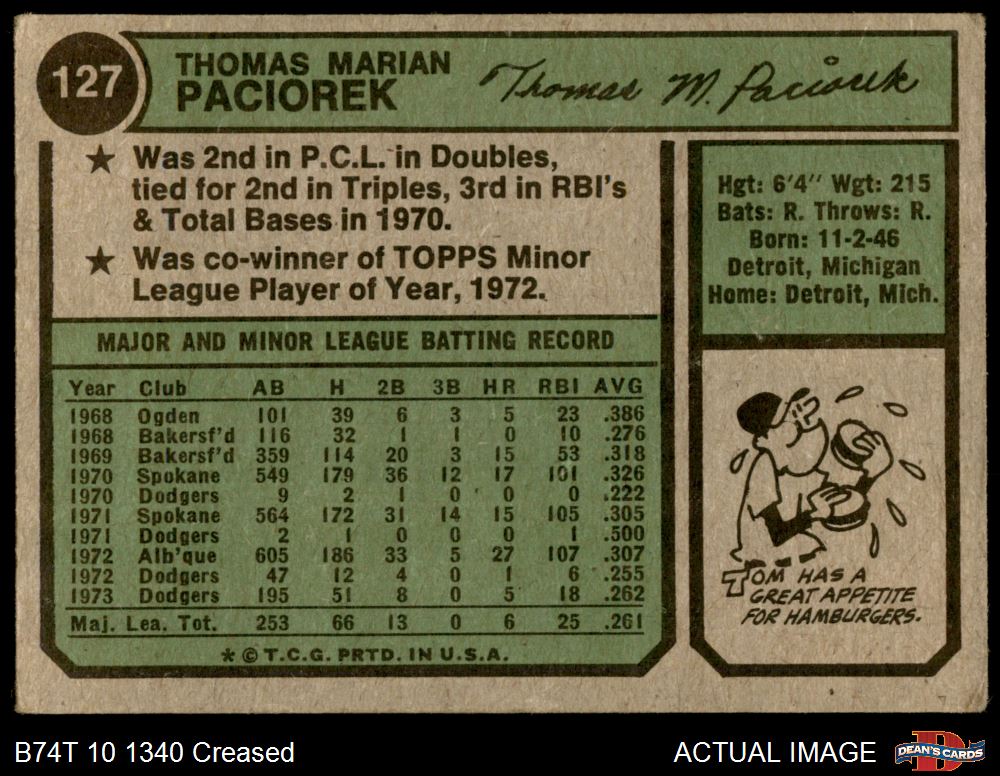 127
THOMAS MARIAN
PACIOREK
Thomas M. Paciorek
★ Was 2nd in P.C.L. in Doubles,
tied for 2nd in Triples, 3rd in RBI's
& Total Bases in 1970.
★ Was co-winner of TOPPS Minor
League Player of Year, 1972.
Hgt: 6'4" Wgt: 215
Bats: R. Throws: R.
Born: 11-2-46
Detroit, Michigan
Home: Detroit, Mich.
MAJOR AND MINOR LEAGUE BATTING RECORD
Year Club AB H 2B 3B HR RBI AVG
1968 Ogden 101 39 6 3 5 23 .386
1968 Bakersf'd 116 32 1 1 0 10 .276
1969 Bakersf'd 359 114 20 3 15 53 .318
1970 Spokane 549 179 36 12 17 101 .326
1970 Dodgers 9 2 1 0 0 0 .222
1971 Spokane 564 172 31 14 15 105 .305
1971 Dodgers 2 1 0 0 0 1 .500
1972 Alb'que 605 186 33 5 27 107 .307
1972 Dodgers 47 12 4 0 1 6 .255
1973 Dodgers 195 51 8 0 5 18 .262
Maj. Lea. Tot. 253 66 13 0 6 25 .261
* © T.C.G. PRTD. IN U.S.A.
TOM HAS A
GREAT APPETITE
FOR HAMBURGERS.
B74T 10 1340 Creased
ACTUAL IMAGE
DEAN'S CARDS